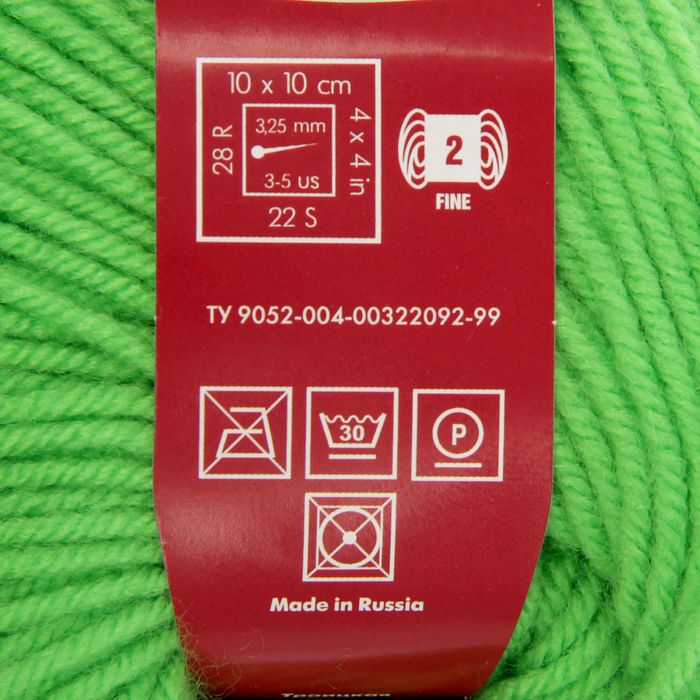 10 x 10 cm
28 R
3,25 mm
3-5 US
4 x 4 in
22 S
2
FINE
ТУ 9052-004-00322092-99
30
P
Made in Russia